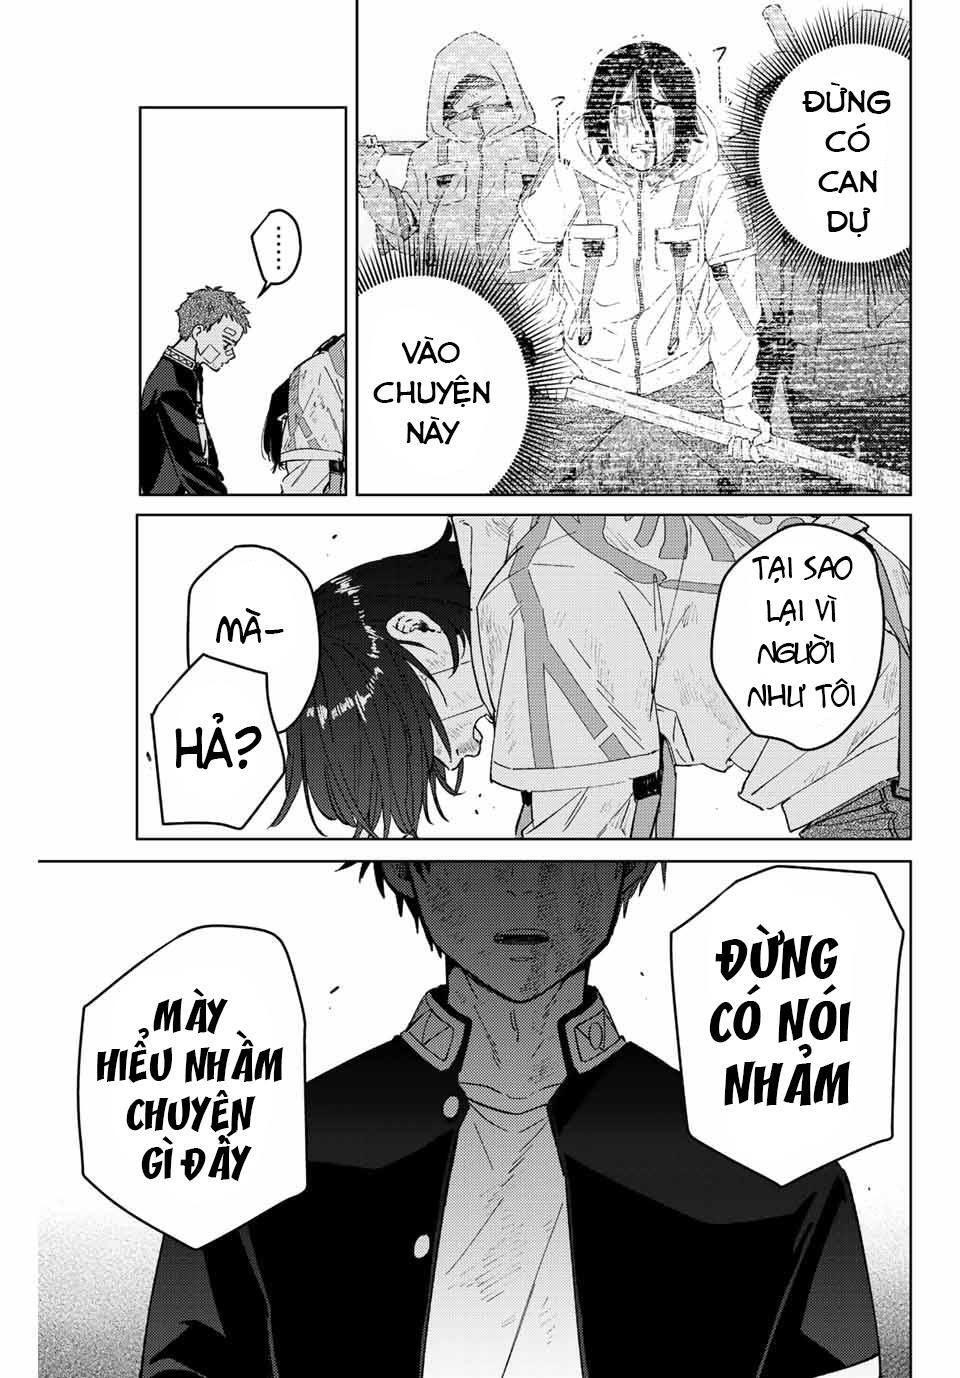 ĐỪNG
CÓ
CAN
DỰ
VÀO
CHUYỆN
NÀY
......
TẠI SAO
LẠI VÌ
NGƯỜI
NHƯ TÔI
MÀ-
HẢ?
ĐỪNG
CÓ NÓI
NHẢM
MÀY
HIỂU NHẦM
CHUYỆN
GÌ ĐẤY